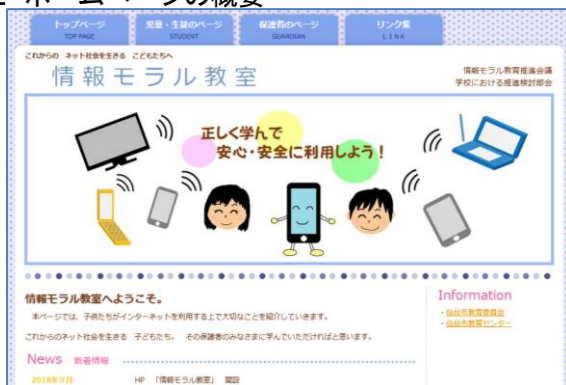 ホームページの概要
トップページ 児童・生徒のページ 保護者のページ リンク集
TOP PAGE STUDENT GUARDIAN LINK
これからの ネット社会を生きる こどもたちへ
情報モラル教室
情報モラル教育推進会議
学校における推進検討部会
正しく学んで
安心・安全に利用しよう！
情報モラル教室へようこそ。
本ページでは、子供たちがインターネットを利用する上で大切なことを紹介していきます。
これからのネット社会を生きる 子どもたち。 その保護者のみなさまに学んでいただければと思います。
Information
・仙台市教育委員会
・仙台市教育センター
News 新着情報
2018年9月 HP 「情報モラル教室」 開設